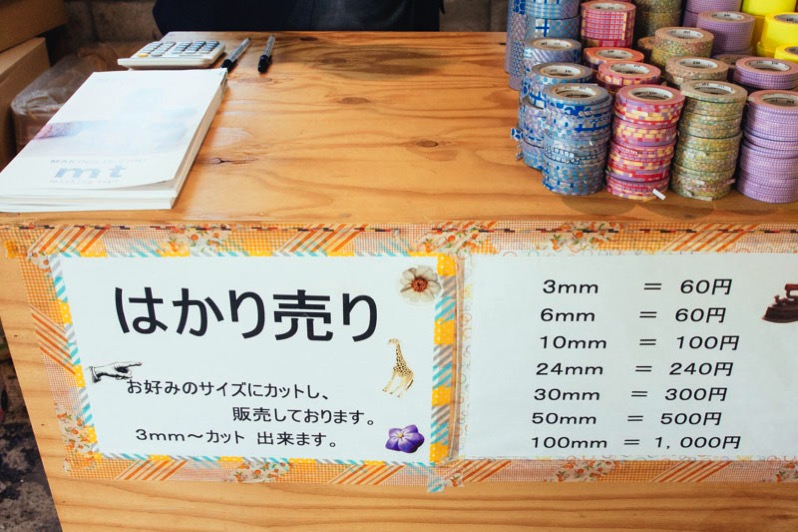 mt
はかり売り
お好みのサイズにカットし、
販売しております。
3mm～カット 出来ます。
3mm = 60円
6mm = 60円
10mm = 100円
24mm = 240円
30mm = 300円
50mm = 500円
100mm = 1,000円